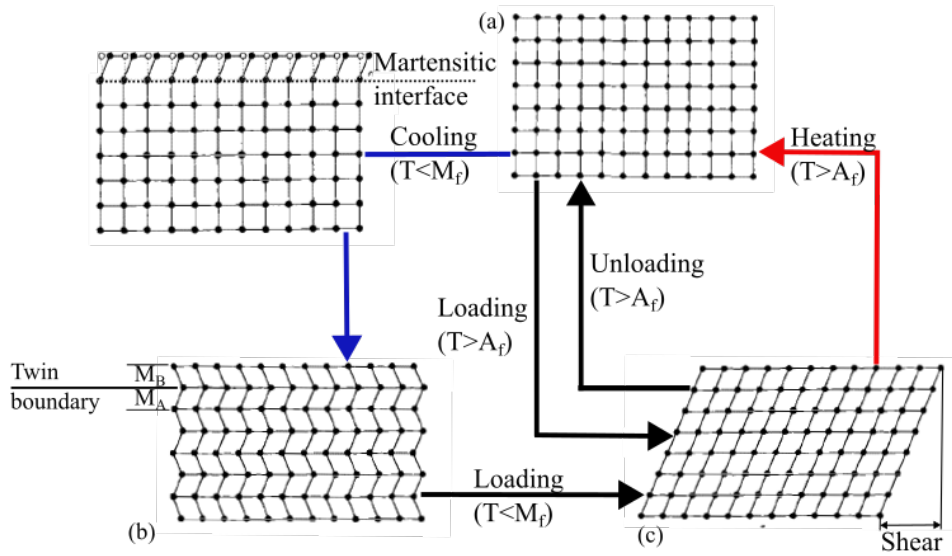 (a)
Martensitic
interface
Cooling
(T<M_f)
Heating
(T>A_f)
Unloading
(T>A_f)
Loading
(T>A_f)
Twin
boundary
M_B
M_A
Loading
(T<M_f)
(b)
(c)
Shear